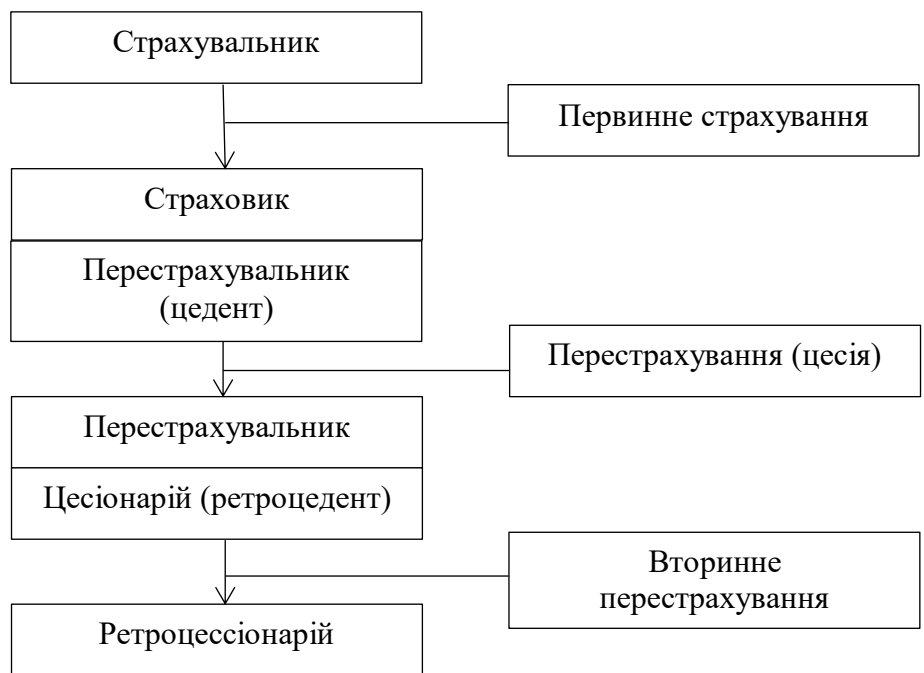 Страхувальник
Первинне страхування
Страховик
Перестрахувальник
(цедент)
Перестрахування (цесія)
Перестрахувальник
Цесіонарій (ретроцедент)
Вторинне
перестрахування
Ретроцессіонарій